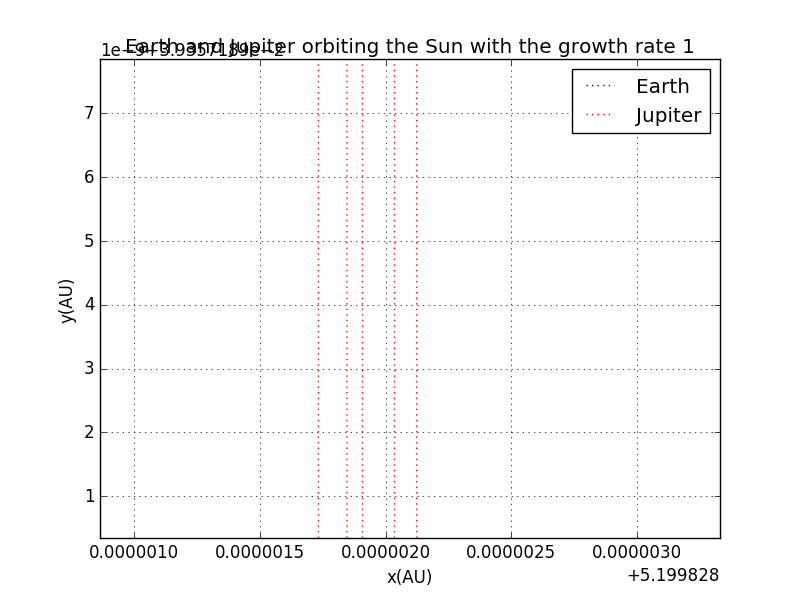 Earth and Jupiter orbiting the Sun with the growth rate 1
Earth
Jupiter
7
6
5
4
3
2
1
y(AU)
0.0000010 0.0000015 0.0000020 0.0000025 0.0000030
x(AU)
+5.199828